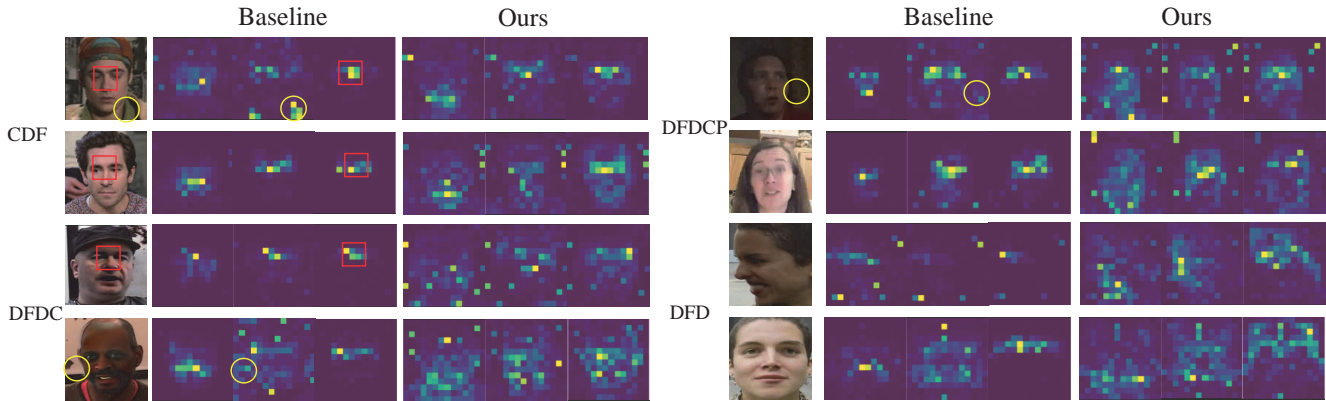 Baseline Ours Baseline Ours
CDF
DFDCP
DFDC
DFD